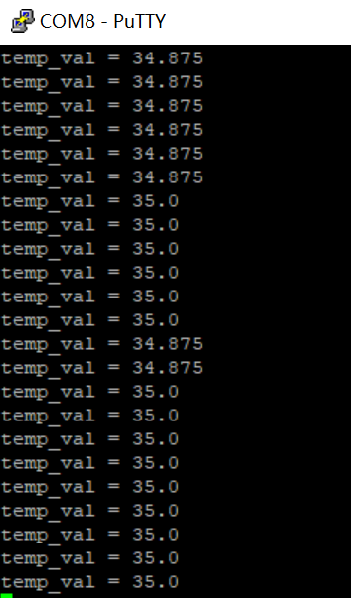 COM8 - PuTTY
temp_val = 34.875
temp_val = 34.875
temp_val = 34.875
temp_val = 34.875
temp_val = 34.875
temp_val = 34.875
temp_val = 35.0
temp_val = 35.0
temp_val = 35.0
temp_val = 35.0
temp_val = 35.0
temp_val = 35.0
temp_val = 34.875
temp_val = 34.875
temp_val = 35.0
temp_val = 35.0
temp_val = 35.0
temp_val = 35.0
temp_val = 35.0
temp_val = 35.0
temp_val = 35.0
temp_val = 35.0
temp_val = 35.0